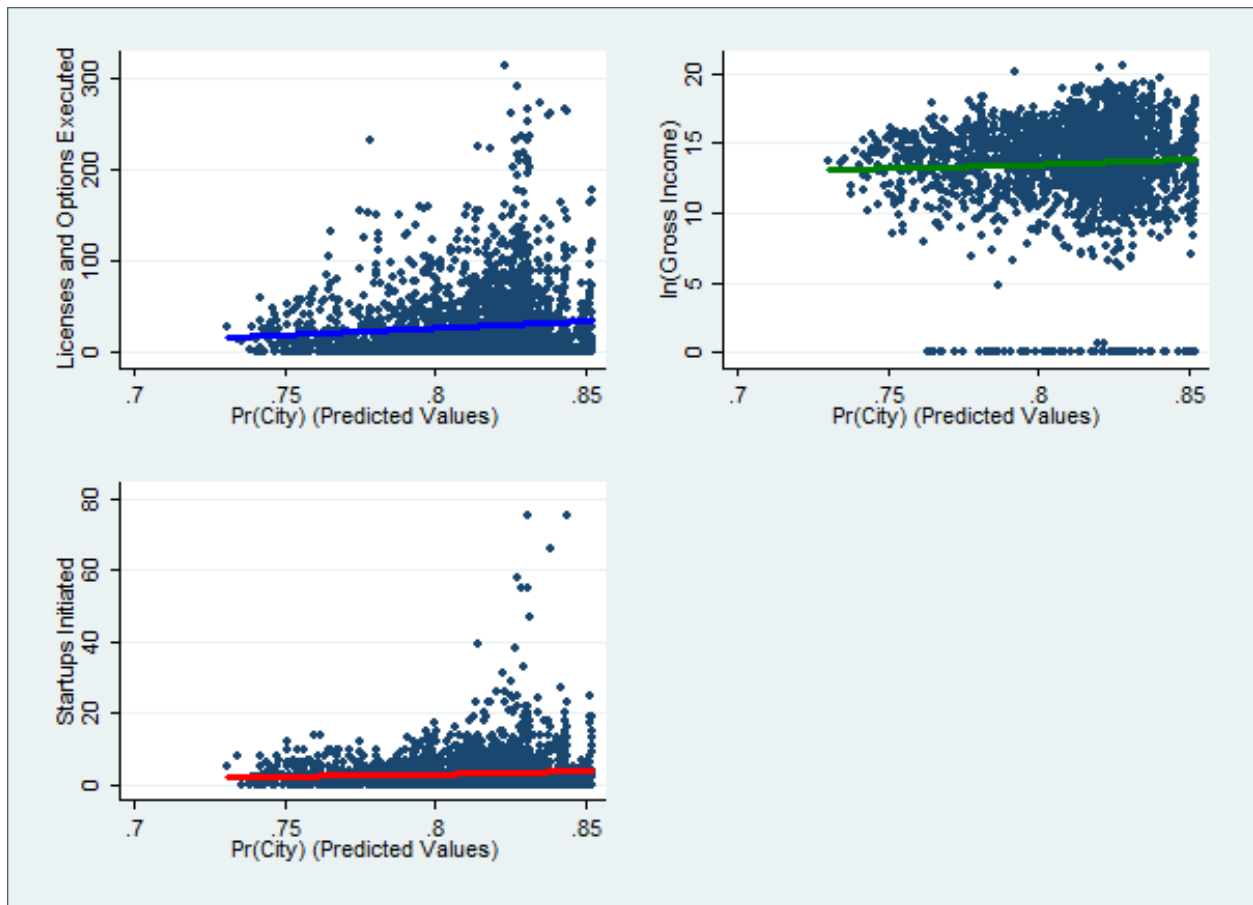 Licenses and Options Executed
300
200
100
0
.7 .75 .8 .85
Pr(City) (Predicted Values)
ln(Gross Income)
20
15
10
5
0
.7 .75 .8 .85
Pr(City) (Predicted Values)
Startups Initiated
80
60
40
20
0
.7 .75 .8 .85
Pr(City) (Predicted Values)